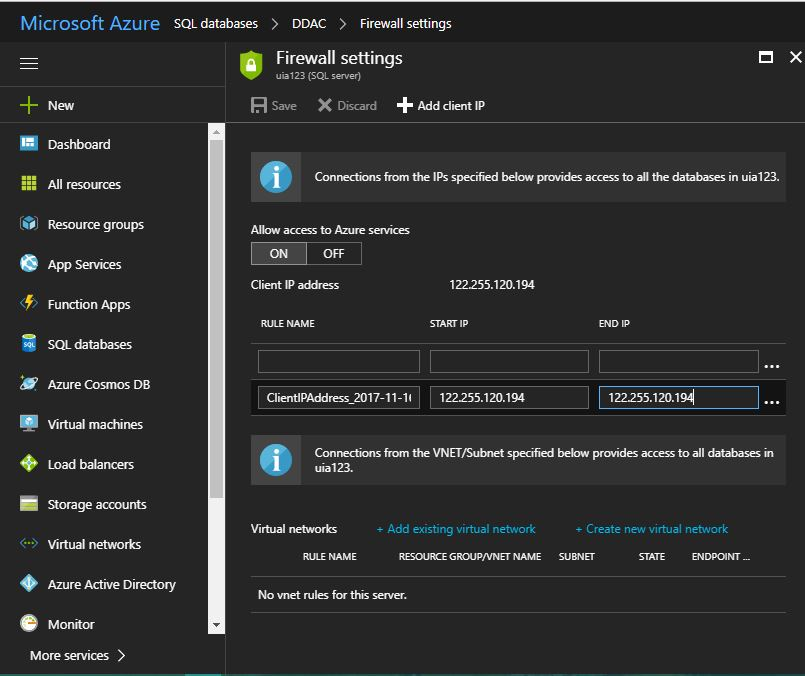 Microsoft Azure SQL databases > DDAC > Firewall settings
Firewall settings
uia123 (SQL server)
Save Discard Add client IP
New
Dashboard
All resources
Resource groups
App Services
Function Apps
SQL databases
Azure Cosmos DB
Virtual machines
Load balancers
Storage accounts
Virtual networks
Azure Active Directory
Monitor
More services >
Connections from the IPs specified below provides access to all the databases in uia123.
Allow access to Azure services
ON OFF
Client IP address 122.255.120.194
RULE NAME START IP END IP
...
ClientIPAddress_2017-11-16 122.255.120.194 122.255.120.194 ...
Connections from the VNET/Subnet specified below provides access to all databases in
uia123.
Virtual networks + Add existing virtual network + Create new virtual network
RULE NAME RESOURCE GROUP/VNET NAME SUBNET STATE ENDPOINT ...
No vnet rules for this server.